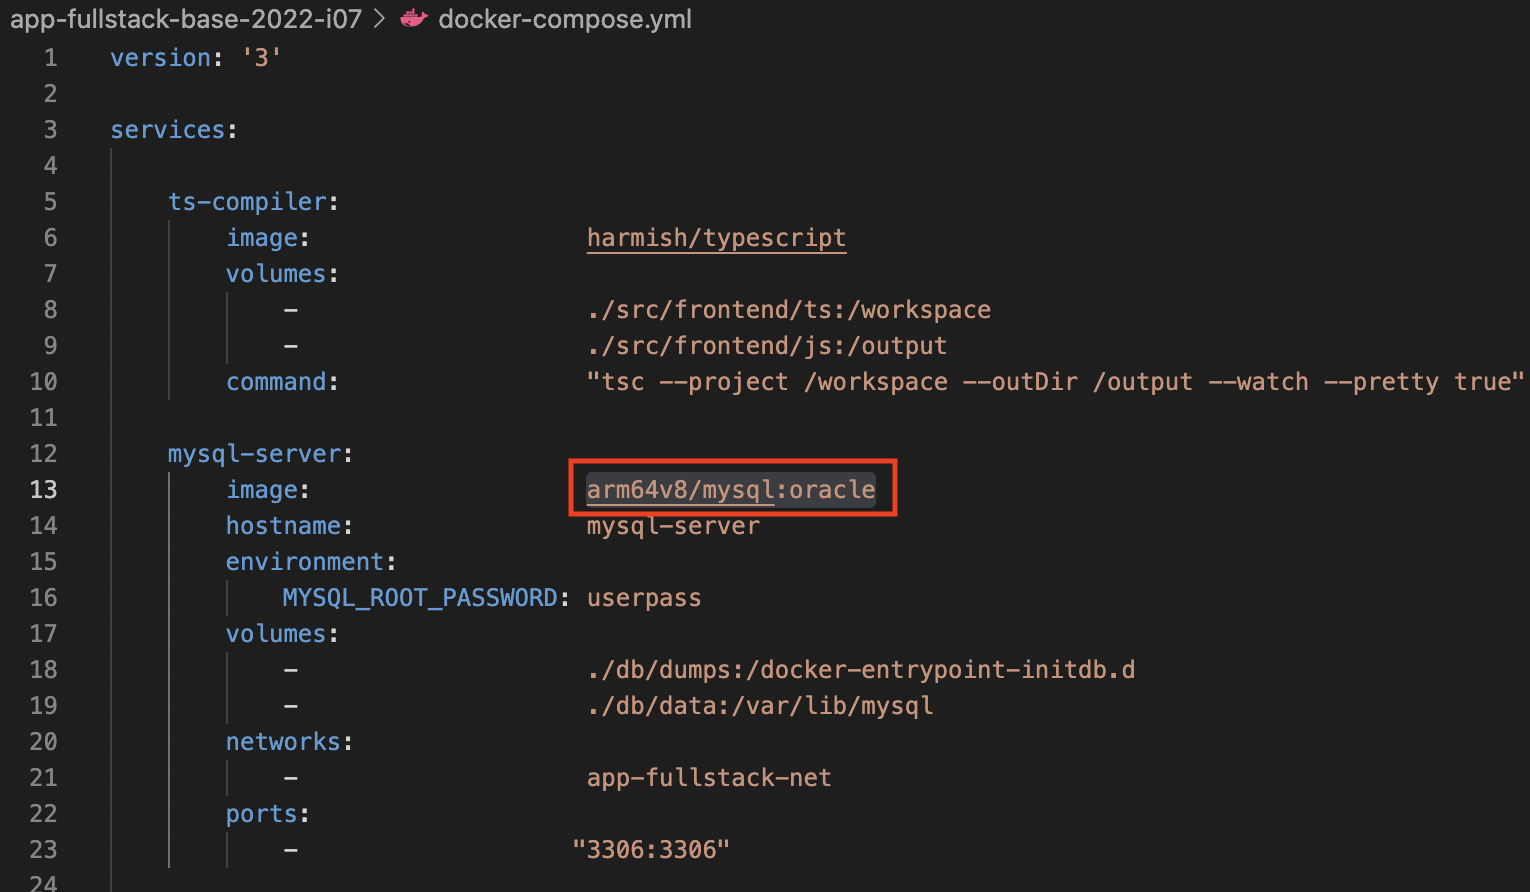 app-fullstack-base-2022-i07 > docker-compose.yml
1 version: '3'
2
3 services:
4
5 ts-compiler:
6 image: harmish/typescript
7 volumes:
8 - ./src/frontend/ts:/workspace
9 - ./src/frontend/js:/output
10 command: "tsc --project /workspace --outDir /output --watch --pretty true"
11
12 mysql-server:
13 image: arm64v8/mysql:oracle
14 hostname: mysql-server
15 environment:
16 MYSQL_ROOT_PASSWORD: userpass
17 volumes:
18 - ./db/dumps:/docker-entrypoint-initdb.d
19 - ./db/data:/var/lib/mysql
20 networks:
21 - app-fullstack-net
22 ports:
23 - "3306:3306"
24